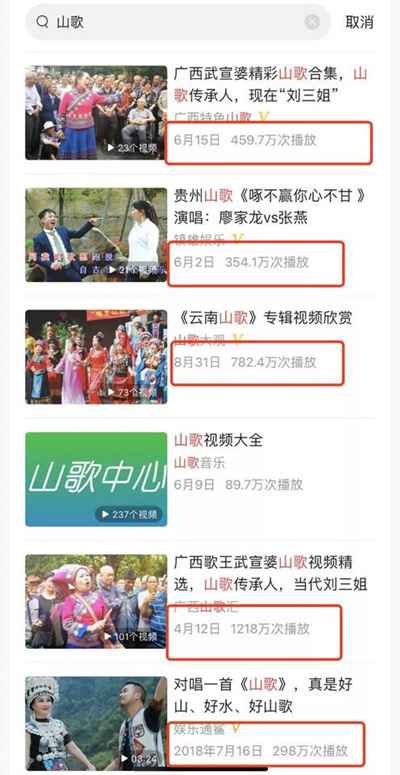 山歌
取消
广西武宣婆精彩山歌合集，山
歌传承人，现在“刘三姐”
广西特色山歌
23个视频
6月15日 459.7万次播放
贵州山歌《啄不赢你心不甘 》
演唱：廖家龙vs张燕
镇雄娱乐
21个视频
6月2日 354.1万次播放
《云南山歌》专辑视频欣赏
山歌大观
73个视频
8月31日 782.4万次播放
山歌中心
237个视频
山歌视频大全
山歌音乐
6月9日 89.7万次播放
广西歌王武宣婆山歌视频精
选，山歌传承人，当代刘三姐
广西山歌汇
101个视频
4月12日 1218万次播放
对唱一首《山歌》，真是好
山、好水、好山歌
娱乐通鲨
03:24
2018年7月16日 298万次播放